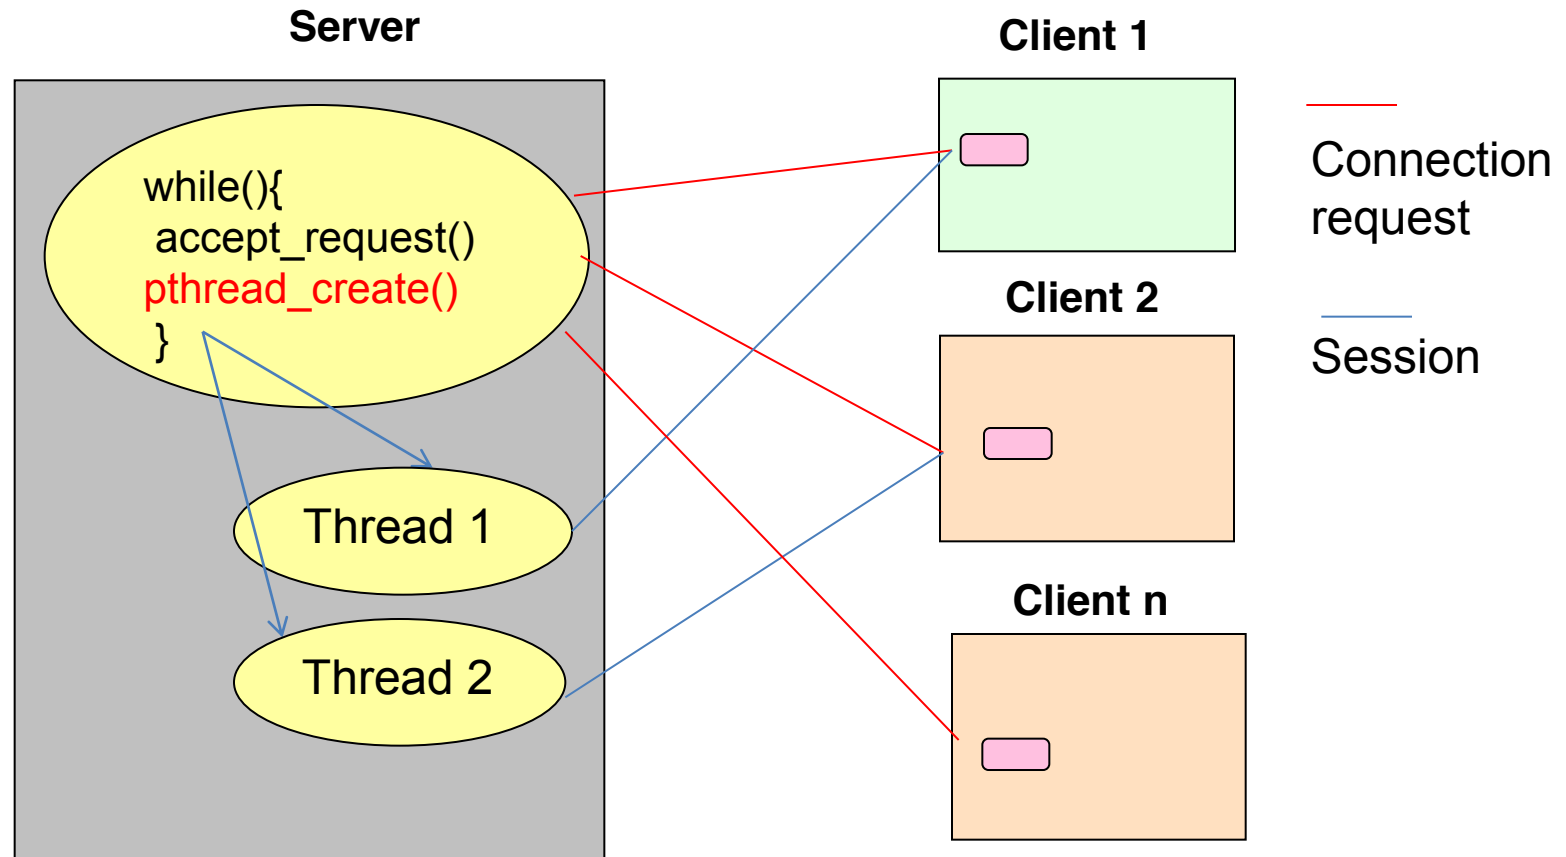 Server
while(){
accept_request()
pthread_create()
}
Thread 1
Thread 2
Client 1
Client 2
Client n
Connection
request
Session